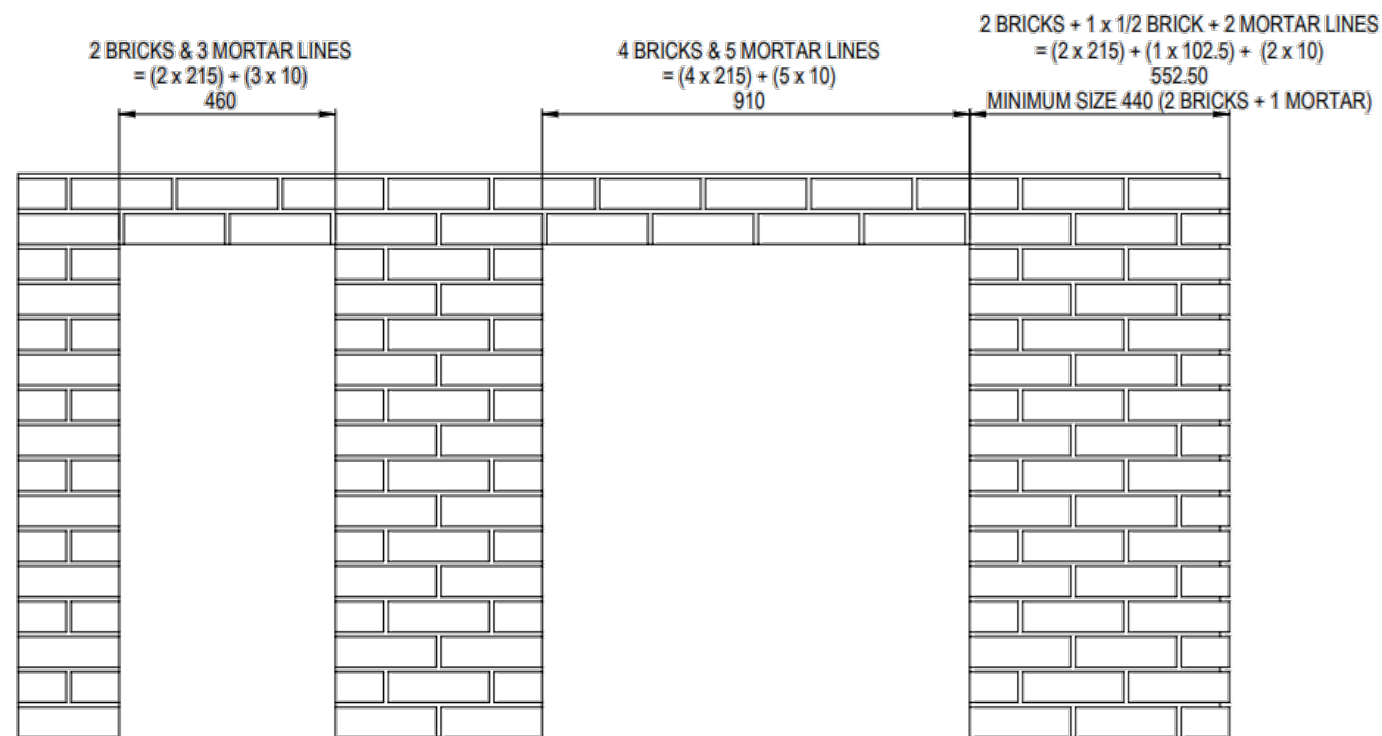 2 BRICKS & 3 MORTAR LINES
= (2 x 215) + (3 x 10)
460
4 BRICKS & 5 MORTAR LINES
= (4 x 215) + (5 x 10)
910
2 BRICKS + 1 x 1/2 BRICK + 2 MORTAR LINES
= (2 x 215) + (1 x 102.5) + (2 x 10)
552.50
MINIMUM SIZE 440 (2 BRICKS + 1 MORTAR)